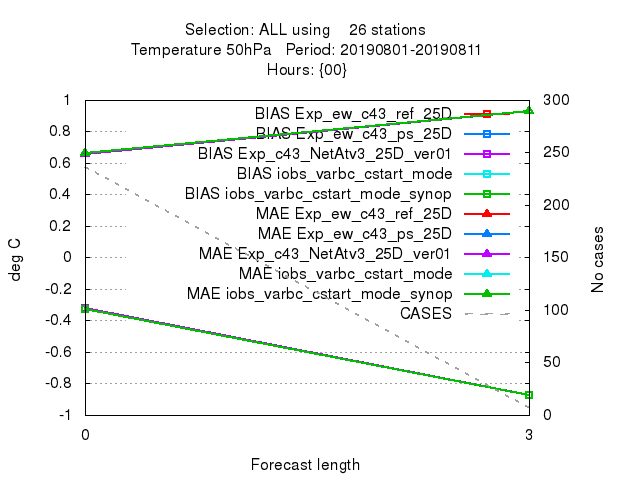 Selection: ALL using 26 stations
Temperature 50hPa Period: 20190801-20190811
Hours: {00}
BIAS Exp_ew_c43_ref_25D
BIAS Exp_ew_c43_ps_25D
BIAS Exp_c43_NetAtv3_25D_ver01
BIAS iobs_varbc_cstart_mode
BIAS iobs_varbc_cstart_mode_synop
MAE Exp_ew_c43_ref_25D
MAE Exp_ew_c43_ps_25D
MAE Exp_c43_NetAtv3_25D_ver01
MAE iobs_varbc_cstart_mode
MAE iobs_varbc_cstart_mode_synop
CASES
deg C
1
0.8
0.6
0.4
0.2
0
-0.2
-0.4
-0.6
-0.8
-1
No cases
300
250
200
150
100
50
0
0 3
Forecast length